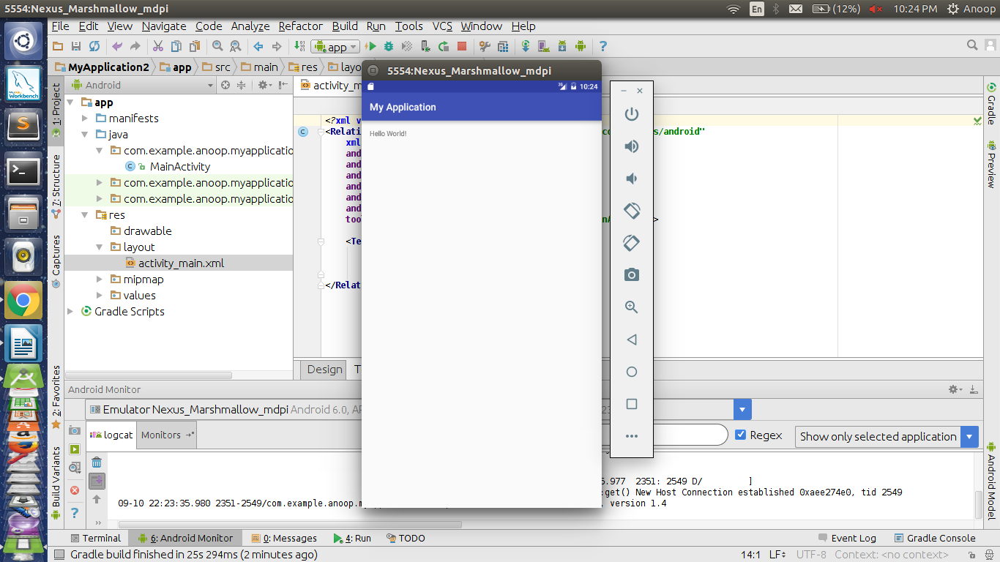 5554:Nexus_Marshmallow_mdpi
En
(12%)
10:24 PM
Anoop
File Edit View Navigate Code Analyze Refactor Build Run Tools VCS Window Help
app
MyApplication2 app src main res layou
5554:Nexus_Marshmallow_mdpi
Android
activity_m
10:24
My Application
Hello World!
1: Project
7: Structure
Captures
2: Favorites
Build Variants
app
manifests
java
com.example.anoop.myapplicatio
MainActivity
com.example.anoop.myapplicatio
com.example.anoop.myapplicatio
res
drawable
layout
activity_main.xml
mipmap
values
Gradle Scripts
MySQL
Workbench
<?xml v
<Relati
s/android"
xml
and
and
and
and
and
and
too
>
<Te
</Relat
Gradle
Preview
Android Model
Design T
Android Monitor
Emulator Nexus_Marshmallow_mdpi Android 6.0, AP
logcat
Monitors
Regex
Show only selected application
5.977 2351: 2549 D/ ]
:get() New Host Connection established 0xaee274e0, tid 2549
09-10 22:23:35.980 2351-2549/com.example.anoop.my
, version 1.4
Terminal
6: Android Monitor
0: Messages
4: Run
TODO
Event Log
Gradle Console
Gradle build finished in 25s 294ms (2 minutes ago)
14:1 LF UTF-8 Context: <no context>